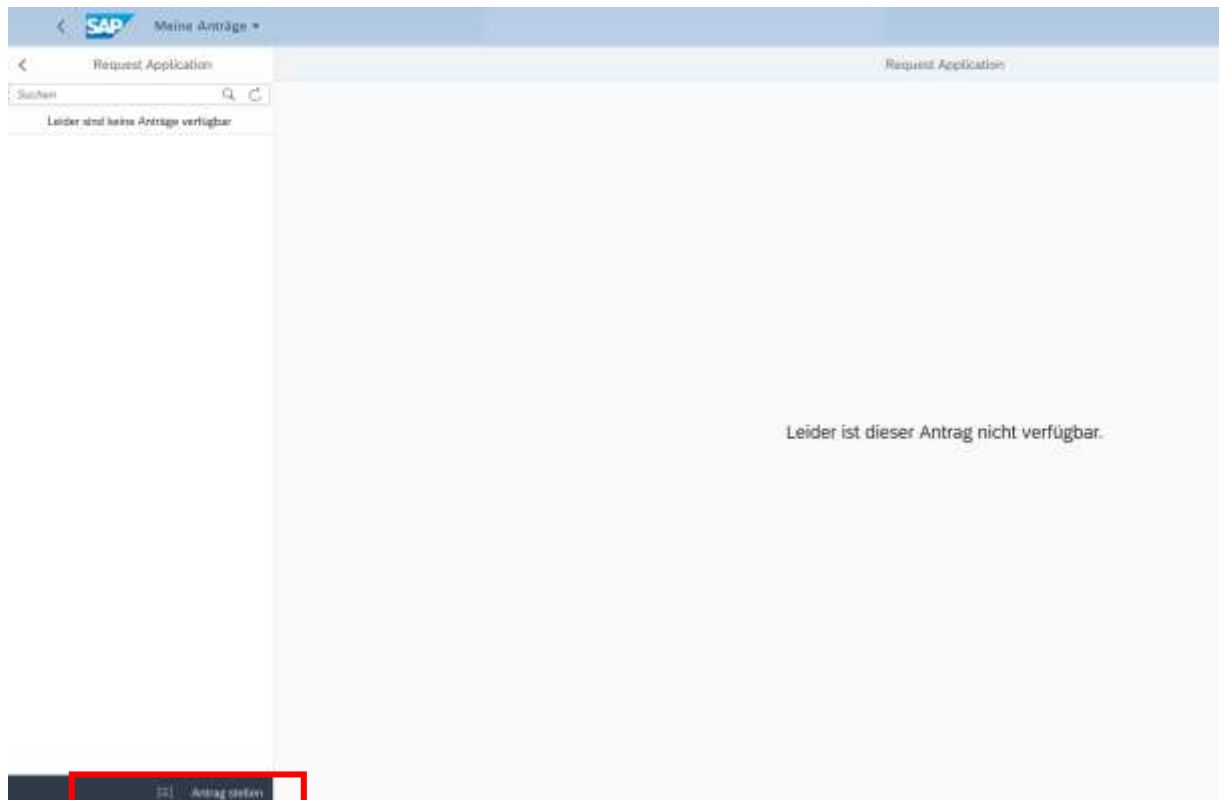 SAP Meine Anträge
Request Application
Request Application
Suchen
Leider sind keine Anträge verfügbar
Leider ist dieser Antrag nicht verfügbar.
Antrag stellen